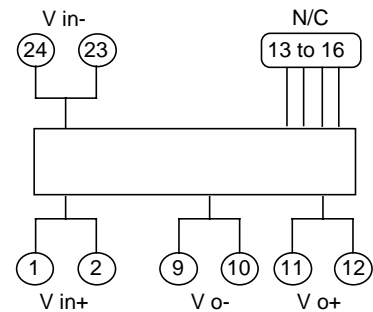 V in-
N/C
24 23
13 to 16
1 2 9 10 11 12
V in+ V o- V o+